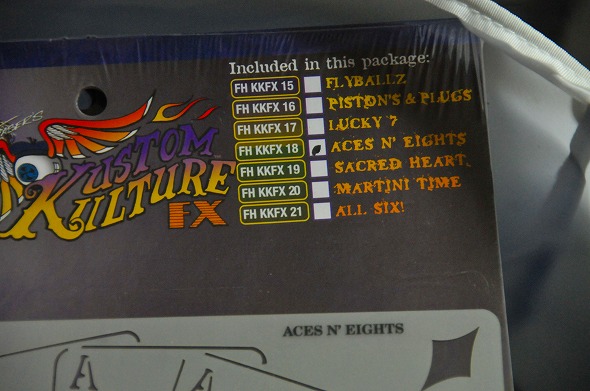 Included in this package:
FH KKFX 15 FLYBALLZ
FH KKFX 16 PISTON'S & PLUGS
FH KKFX 17 LUCKY 7
FH KKFX 18 ACES N' EIGHTS
FH KKFX 19 SACRED HEART
FH KKFX 20 MARTINI TIME
FH KKFX 21 ALL SIX!
KUSTOM
KULTURE
FX
ACES N' EIGHTS
A
A